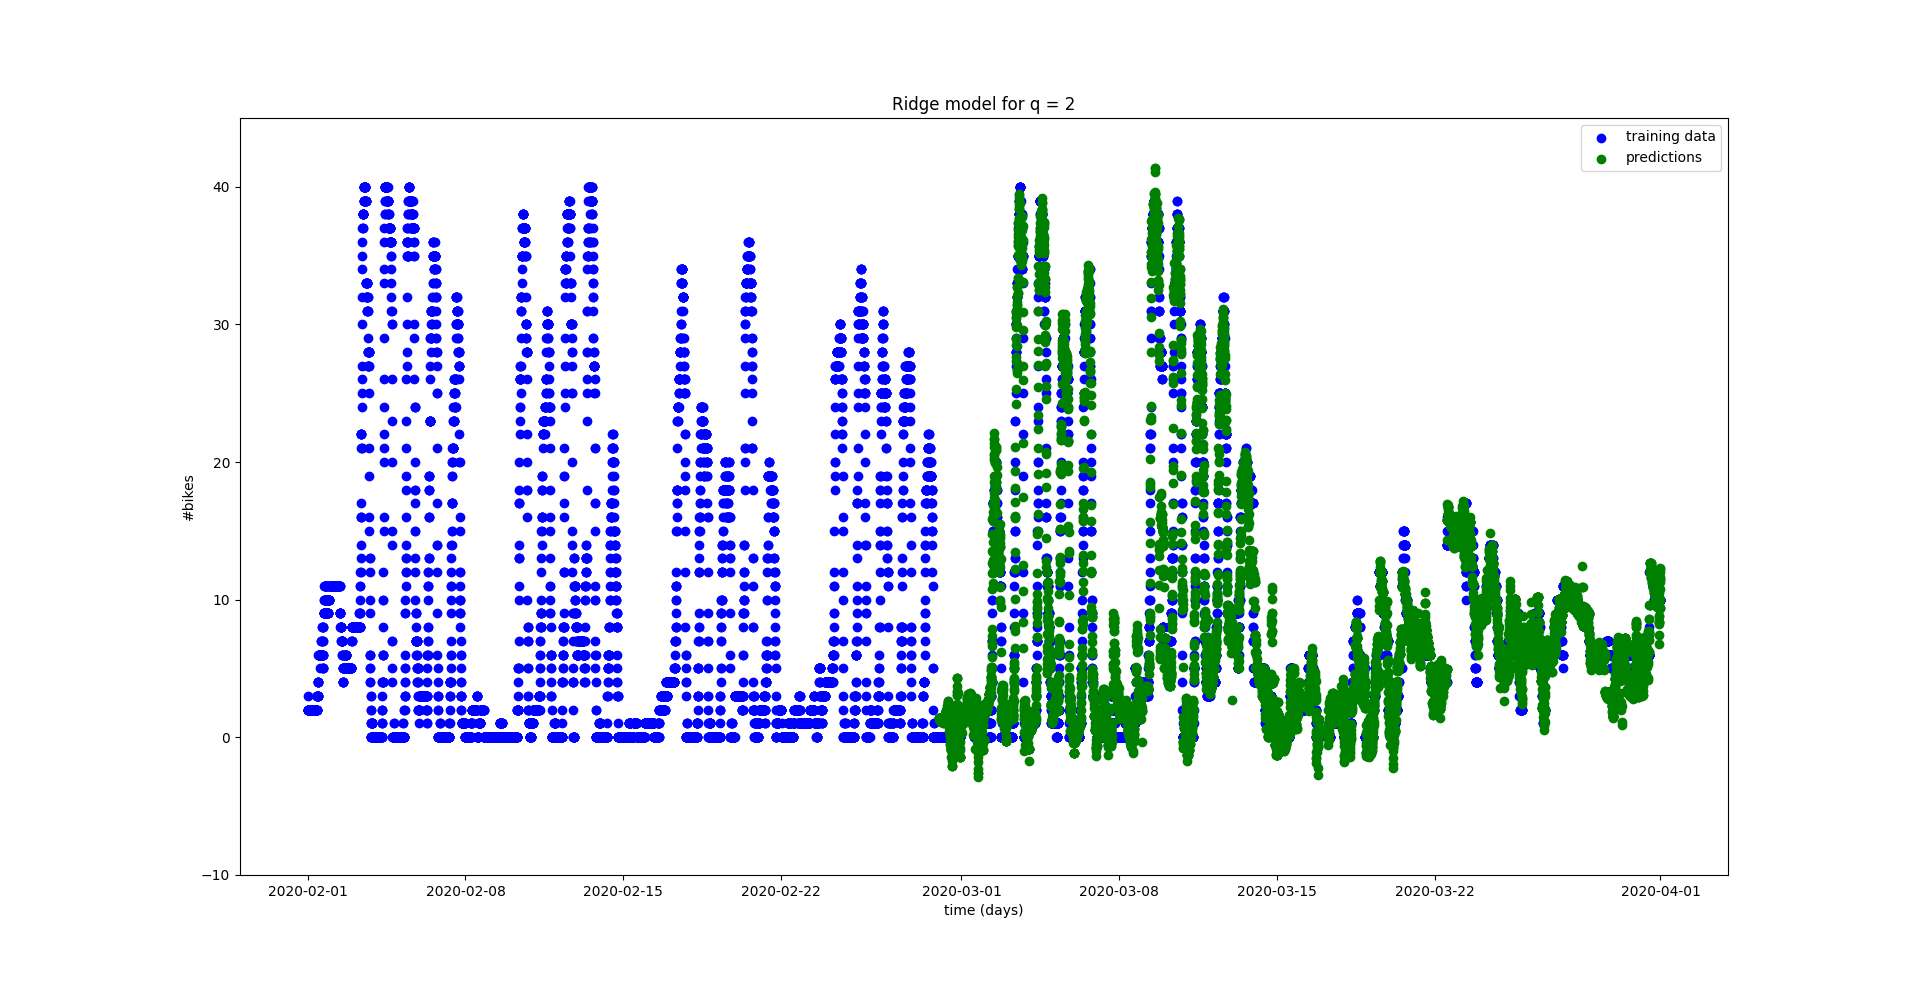 Ridge model for q = 2
training data
predictions
40
30
20
10
0
−10
#bikes
2020-02-01 2020-02-08 2020-02-15 2020-02-22 2020-03-01 2020-03-08 2020-03-15 2020-03-22 2020-04-01
time (days)